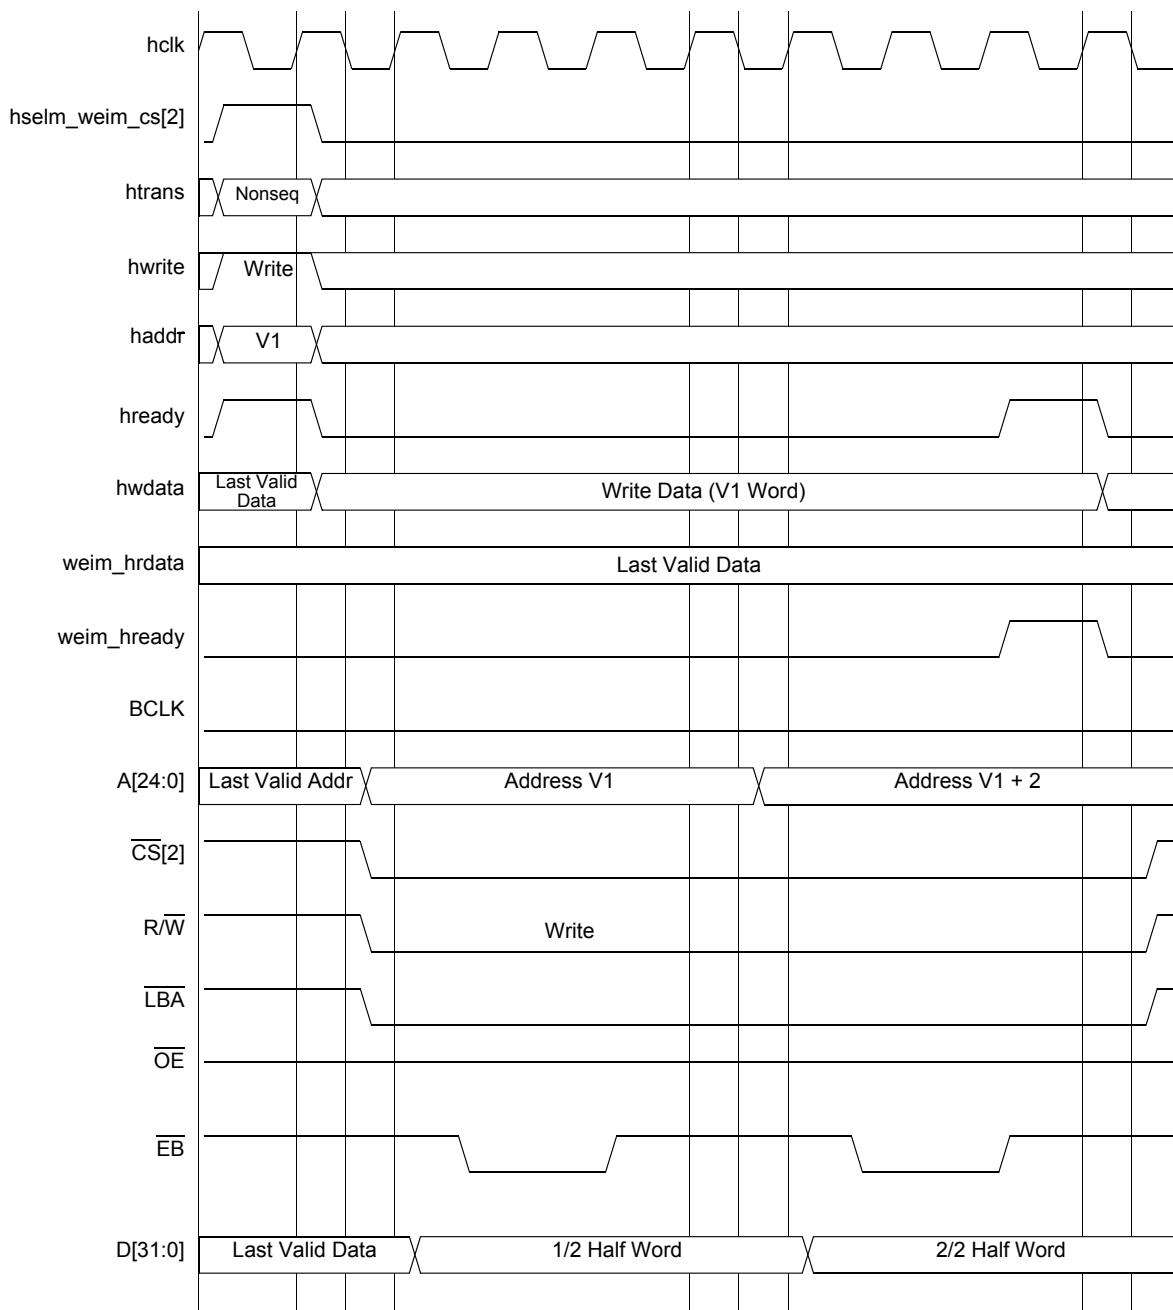 hclk
hselm_weim_cs[2]
htrans
Nonseq
hwrite
Write
haddr
V1
hready
hwdata
Last Valid
Data
Write Data (V1 Word)
weim_hrdata
Last Valid Data
weim_hready
BCLK
A[24:0]
Last Valid Addr
Address V1
Address V1 + 2
CS[2]
R/W
Write
LBA
OE
EB
D[31:0]
Last Valid Data
1/2 Half Word
2/2 Half Word